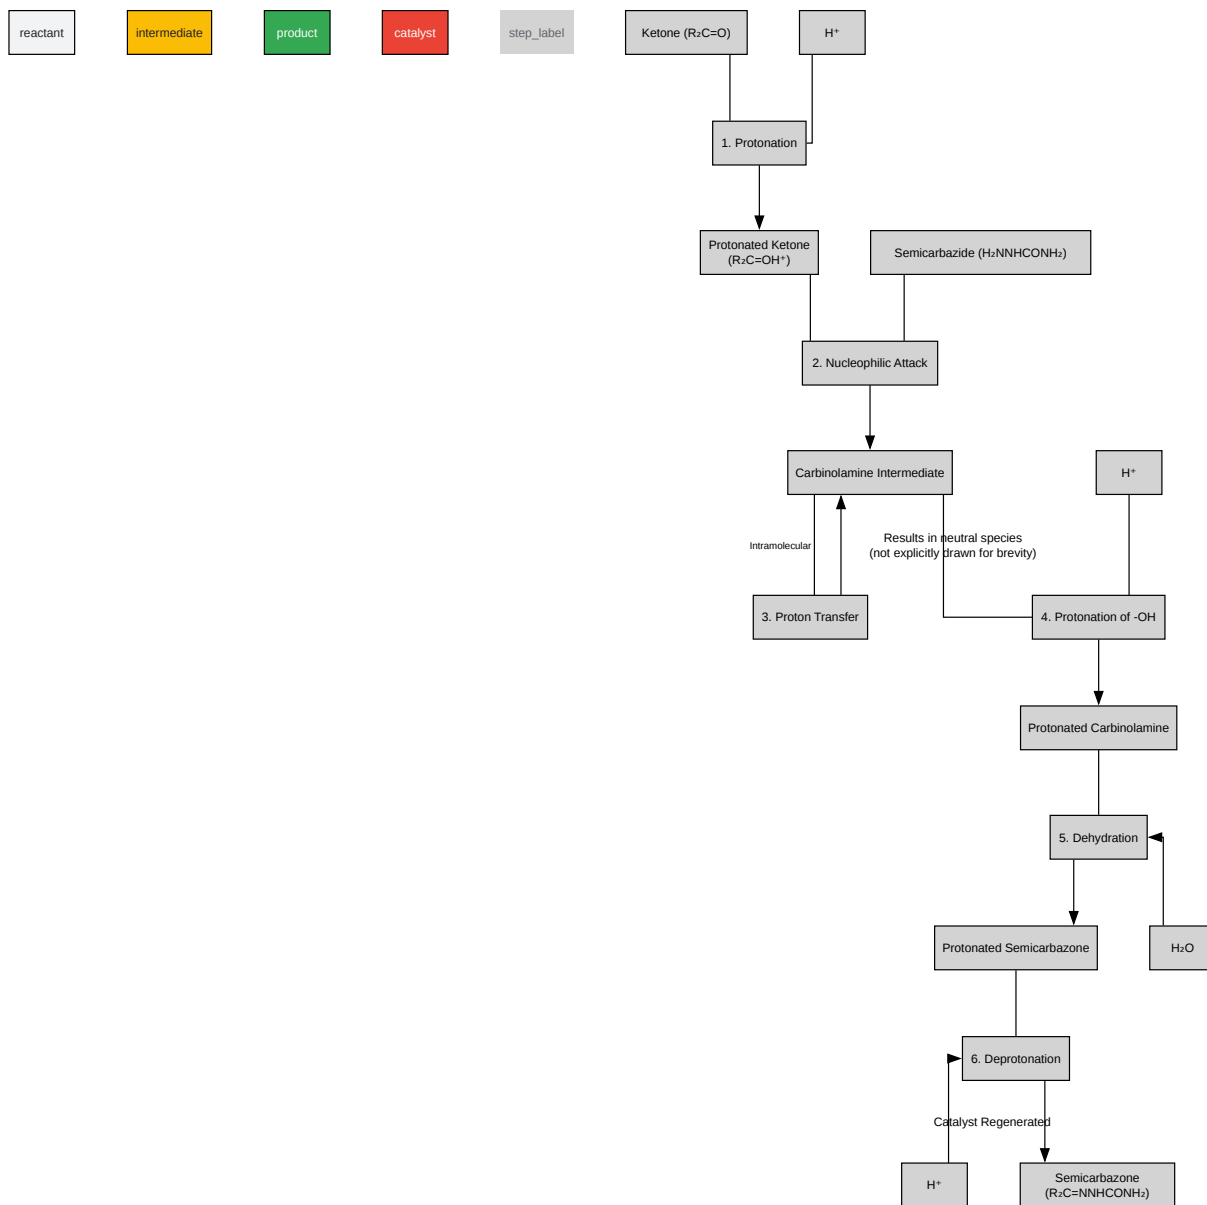 reactant
intermediate
product
catalyst
step_label
Ketone (R₂C=O)
H⁺
1. Protonation
Protonated Ketone
(R₂C=OH⁺)
Semicarbazide (H₂NNHCONH₂)
2. Nucleophilic Attack
Carbinolamine Intermediate
H⁺
Intramolecular
Results in neutral species
(not explicitly drawn for brevity)
3. Proton Transfer
4. Protonation of -OH
Protonated Carbinolamine
5. Dehydration
Protonated Semicarbazone
H₂O
6. Deprotonation
Catalyst Regenerated
H⁺
Semicarbazone
(R₂C=NNHCONH₂)